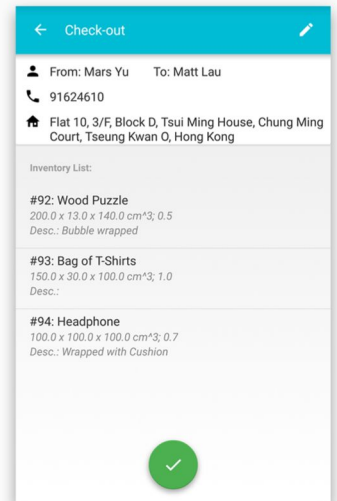 Check-out
From: Mars Yu To: Matt Lau
91624610
Flat 10, 3/F, Block D, Tsui Ming House, Chung Ming
Court, Tseung Kwan O, Hong Kong
Inventory List:
#92: Wood Puzzle
200.0 x 13.0 x 140.0 cm^3; 0.5
Desc.: Bubble wrapped
#93: Bag of T-Shirts
150.0 x 30.0 x 100.0 cm^3; 1.0
Desc.:
#94: Headphone
100.0 x 100.0 x 100.0 cm^3; 0.7
Desc.: Wrapped with Cushion